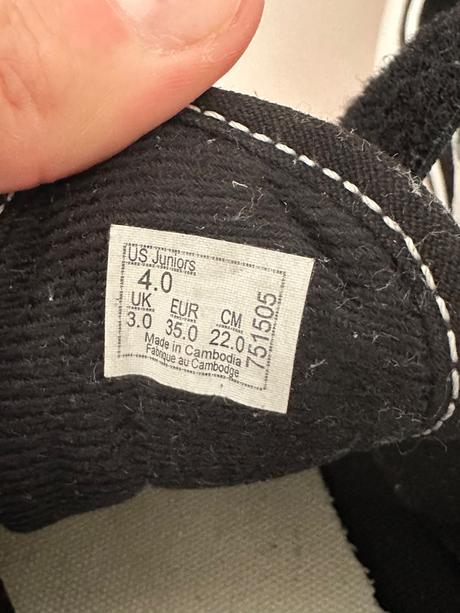 US Juniors
4.0
UK EUR CM
3.0 35.0 22.0
Made in Cambodia
Fabrique au Cambodge
751505